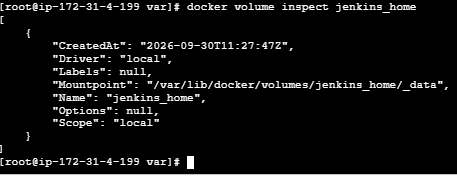 [root@ip-172-31-4-199 var]# docker volume inspect jenkins_home
[
    {
        "CreatedAt": "2026-09-30T11:27:47Z",
        "Driver": "local",
        "Labels": null,
        "Mountpoint": "/var/lib/docker/volumes/jenkins_home/_data",
        "Name": "jenkins_home",
        "Options": null,
        "Scope": "local"
    }
]
[root@ip-172-31-4-199 var]#